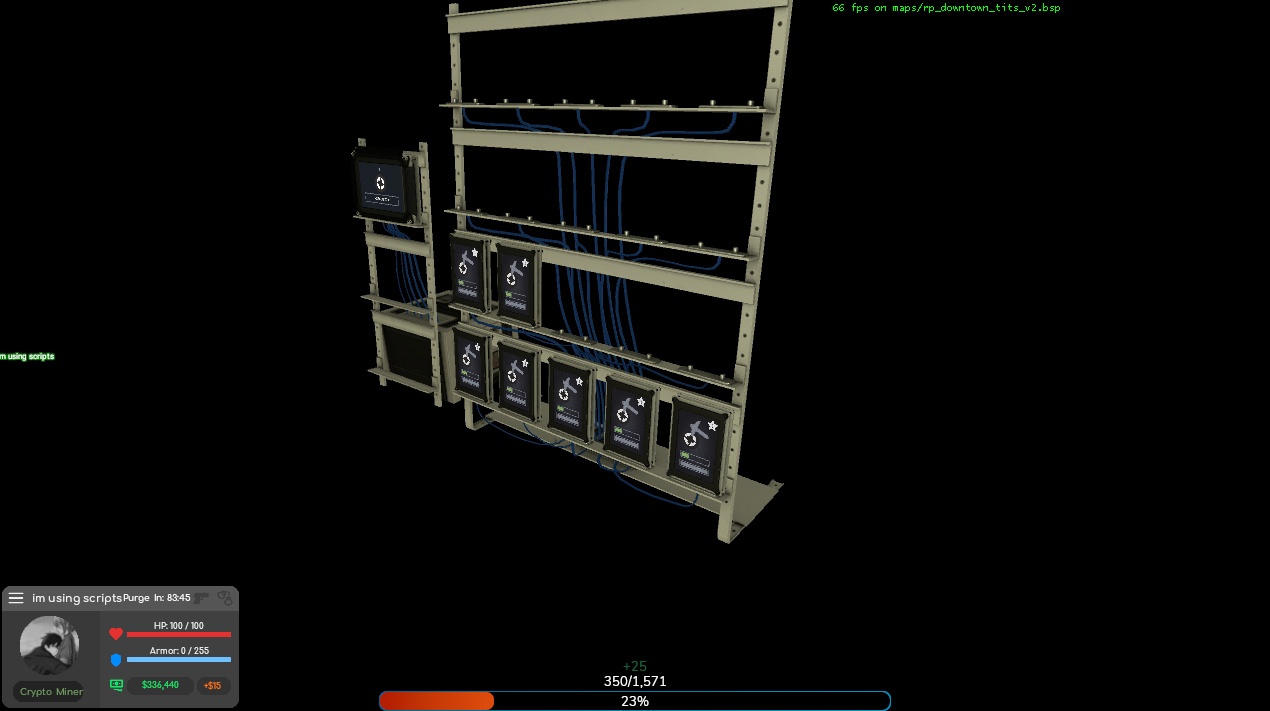 66 fps on maps/rp_downtown_tits_v2.bsp
m using scripts
im using scripts Purge In: 83:45
HP: 100 / 100
Armor: 0 / 255
Crypto Miner
$336,440
+$15
+25
350/1,571
23%